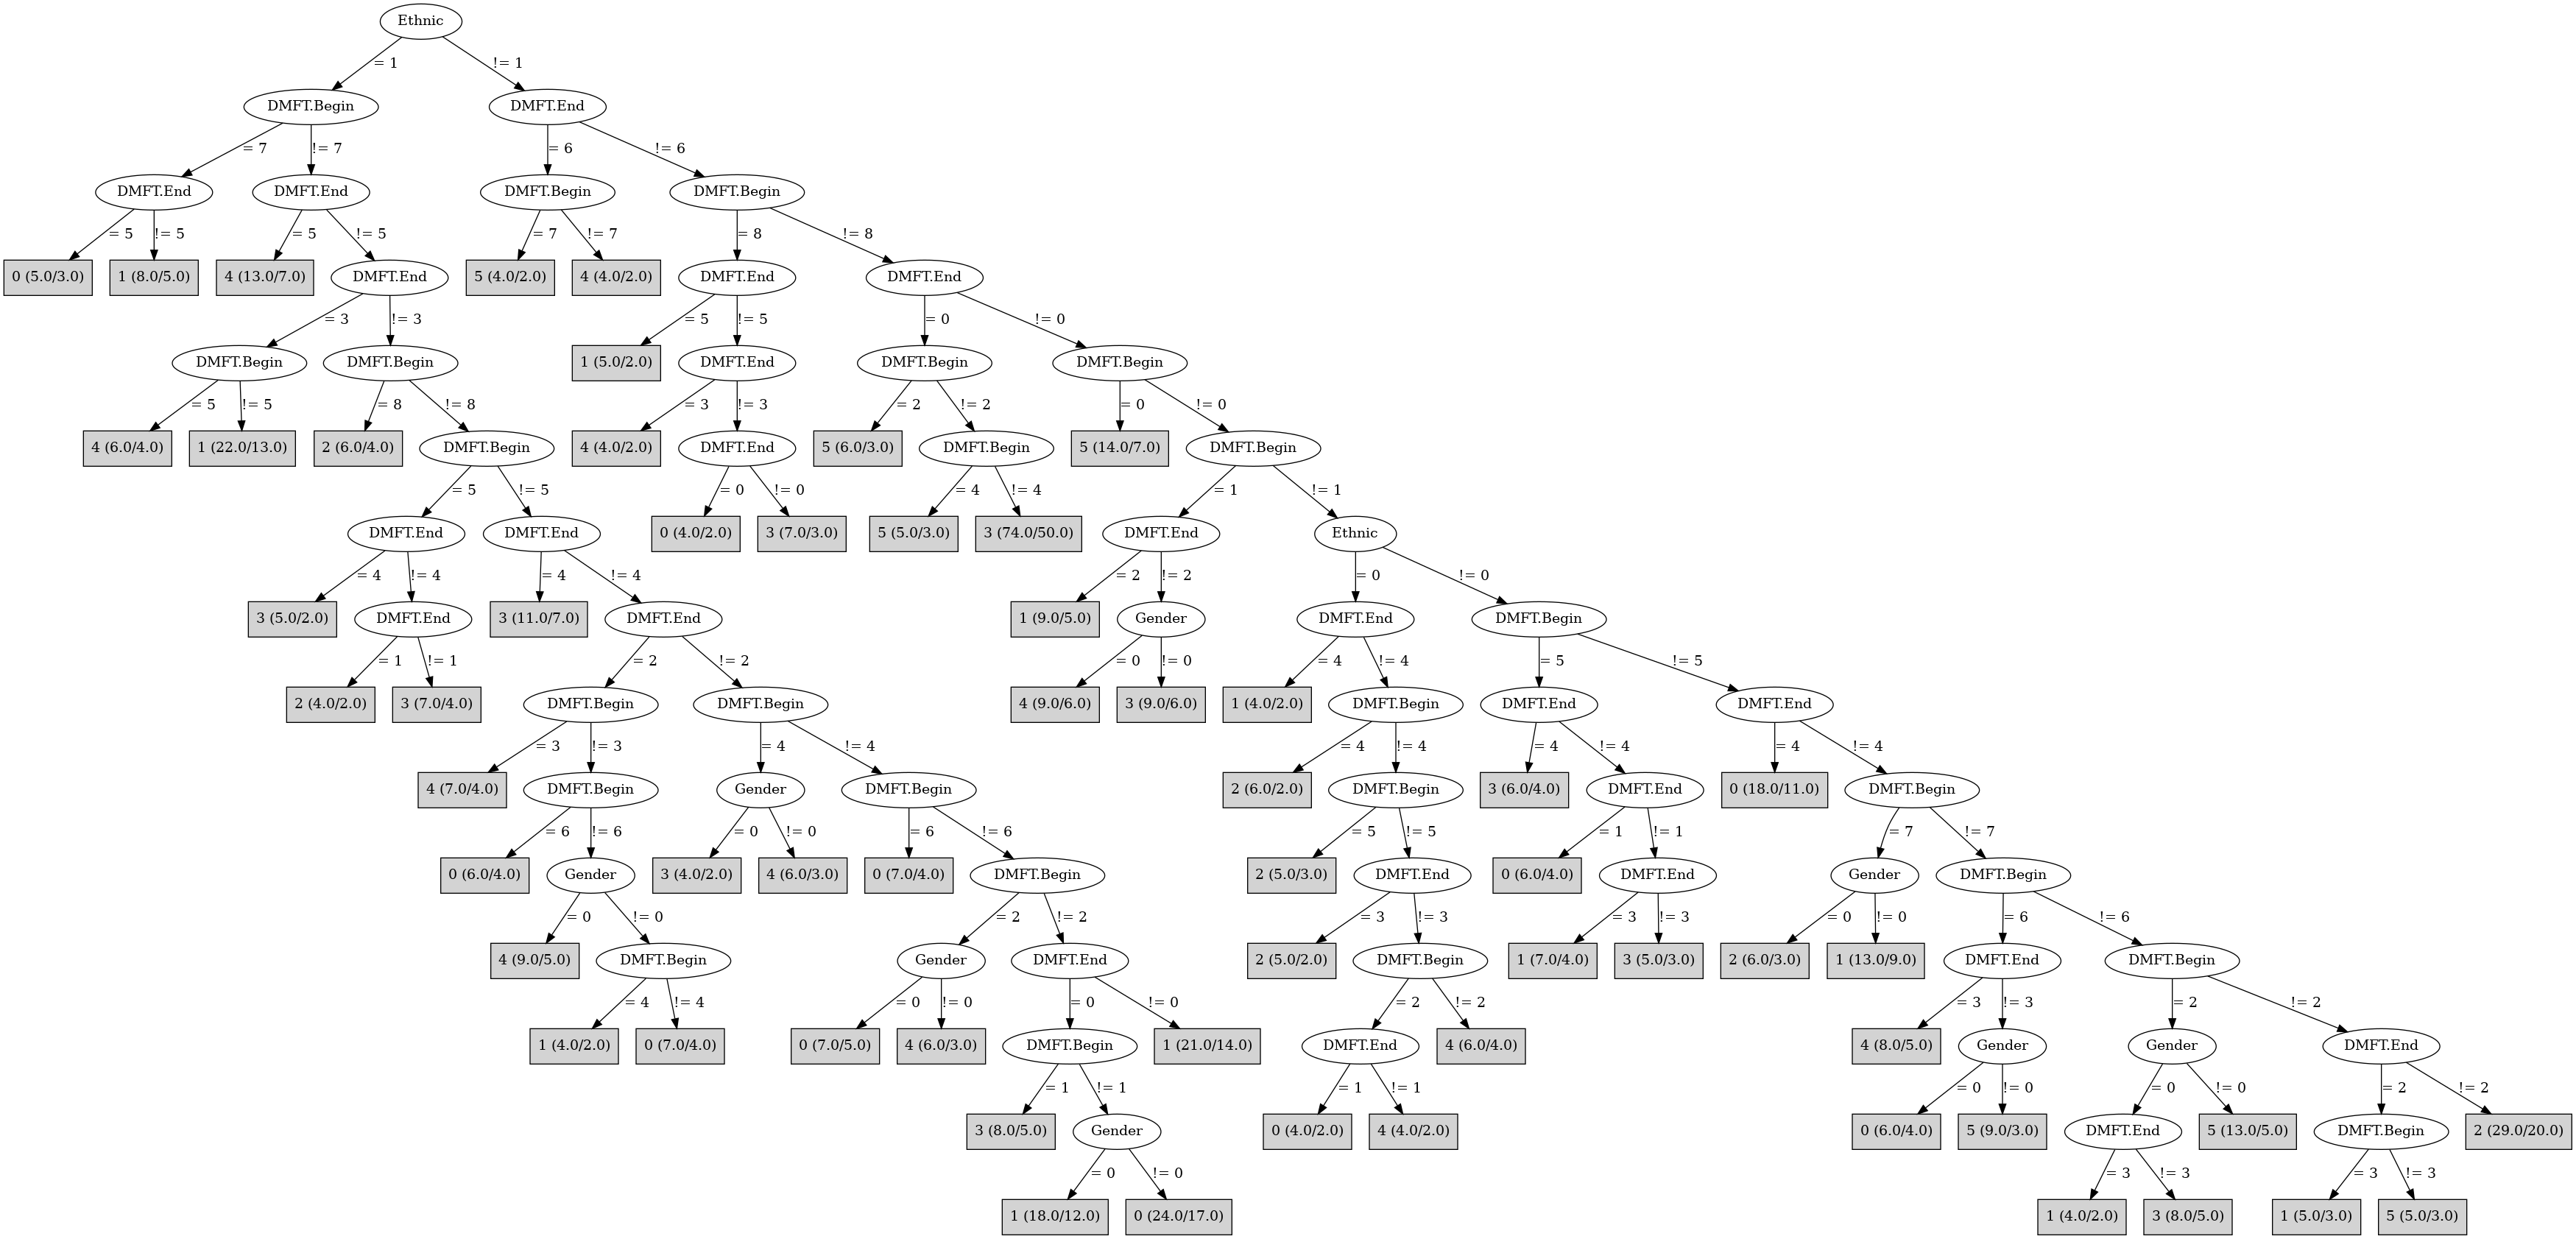 Ethnic
= 1 != 1
DMFT.Begin DMFT.End
= 7 != 7 = 6 != 6
DMFT.End DMFT.End DMFT.Begin DMFT.Begin
= 5 != 5 = 5 != 5 = 7 != 7 = 8 != 8
0 (5.0/3.0) 1 (8.0/5.0) 4 (13.0/7.0) DMFT.End 5 (4.0/2.0) 4 (4.0/2.0) DMFT.End DMFT.End
= 3 != 3 = 5 != 5 = 0 != 0
DMFT.Begin DMFT.Begin 1 (5.0/2.0) DMFT.End DMFT.Begin DMFT.Begin
= 5 != 5 = 8 != 8 = 3 != 3 = 2 != 2 = 0 != 0
4 (6.0/4.0) 1 (22.0/13.0) 2 (6.0/4.0) DMFT.Begin 4 (4.0/2.0) DMFT.End 5 (6.0/3.0) DMFT.Begin 5 (14.0/7.0) DMFT.Begin
= 5 != 5 = 0 != 0 = 4 != 4 = 1 != 1
DMFT.End DMFT.End 0 (4.0/2.0) 3 (7.0/3.0) 5 (5.0/3.0) 3 (74.0/50.0) DMFT.End Ethnic
= 4 != 4 = 4 != 4 = 2 != 2 = 0 != 0
3 (5.0/2.0) DMFT.End 3 (11.0/7.0) DMFT.End 1 (9.0/5.0) Gender DMFT.End DMFT.Begin
= 1 != 1 = 2 != 2 = 0 != 0 = 4 != 4 = 5 != 5
2 (4.0/2.0) 3 (7.0/4.0) DMFT.Begin DMFT.Begin 4 (9.0/6.0) 3 (9.0/6.0) 1 (4.0/2.0) DMFT.Begin DMFT.End DMFT.End
= 3 != 3 = 4 != 4 = 4 != 4 = 4 != 4 = 4 != 4
4 (7.0/4.0) DMFT.Begin Gender DMFT.Begin 2 (6.0/2.0) DMFT.Begin 3 (6.0/4.0) DMFT.End 0 (18.0/11.0) DMFT.Begin
= 6 != 6 = 0 != 0 = 6 != 6 = 5 != 5 = 1 != 1 = 7 != 7
0 (6.0/4.0) Gender 3 (4.0/2.0) 4 (6.0/3.0) 0 (7.0/4.0) DMFT.Begin 2 (5.0/3.0) DMFT.End 0 (6.0/4.0) DMFT.End Gender DMFT.Begin
= 0 != 0 = 2 != 2 = 3 != 3 = 3 != 3 = 0 != 0 = 6 != 6
4 (9.0/5.0) DMFT.Begin Gender DMFT.End 2 (5.0/2.0) DMFT.Begin 1 (7.0/4.0) 3 (5.0/3.0) 2 (6.0/3.0) 1 (13.0/9.0) DMFT.End DMFT.Begin
= 4 != 4 = 0 != 0 = 0 != 0 = 2 != 2 = 3 != 3 = 2 != 2
1 (4.0/2.0) 0 (7.0/4.0) 0 (7.0/5.0) 4 (6.0/3.0) DMFT.Begin 1 (21.0/14.0) DMFT.End 4 (6.0/4.0) 4 (8.0/5.0) Gender Gender DMFT.End
= 1 != 1 = 1 != 1 = 0 != 0 = 0 != 0 = 2 != 2
3 (8.0/5.0) Gender 0 (4.0/2.0) 4 (4.0/2.0) 0 (6.0/4.0) 5 (9.0/3.0) DMFT.End 5 (13.0/5.0) DMFT.Begin 2 (29.0/20.0)
= 0 != 0 = 3 != 3 = 3 != 3
1 (18.0/12.0) 0 (24.0/17.0) 1 (4.0/2.0) 3 (8.0/5.0) 1 (5.0/3.0) 5 (5.0/3.0)